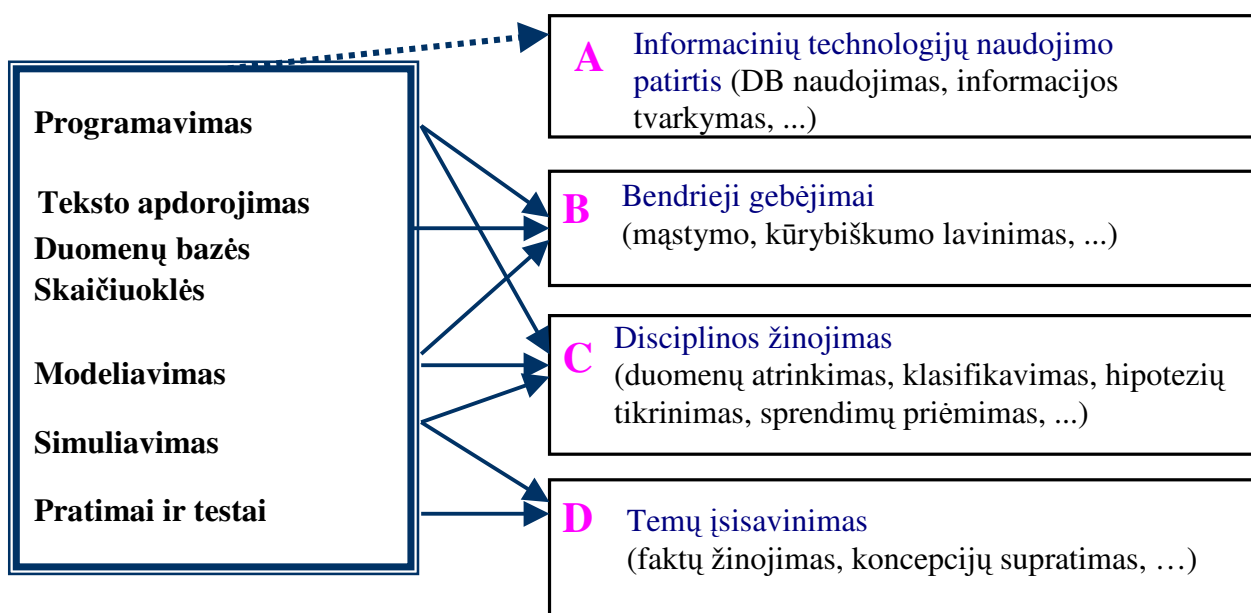 Programavimas
Teksto apdorojimas
Duomenų bazės
Skaičiuoklės
Modeliavimas
Simuliavimas
Pratimai ir testai
A
Informacinių technologijų naudojimo
patirtis (DB naudojimas, informacijos
tvarkymas, ...)
B
Bendrieji gebėjimai
(mąstymo, kūrybiškumo lavinimas, ...)
C
Disciplinos žinojimas
(duomenų atrinkimas, klasifikavimas, hipotezių
tikrinimas, sprendimų priėmimas, ...)
D
Temų įsisavinimas
(faktų žinojimas, koncepcijų supratimas, …)